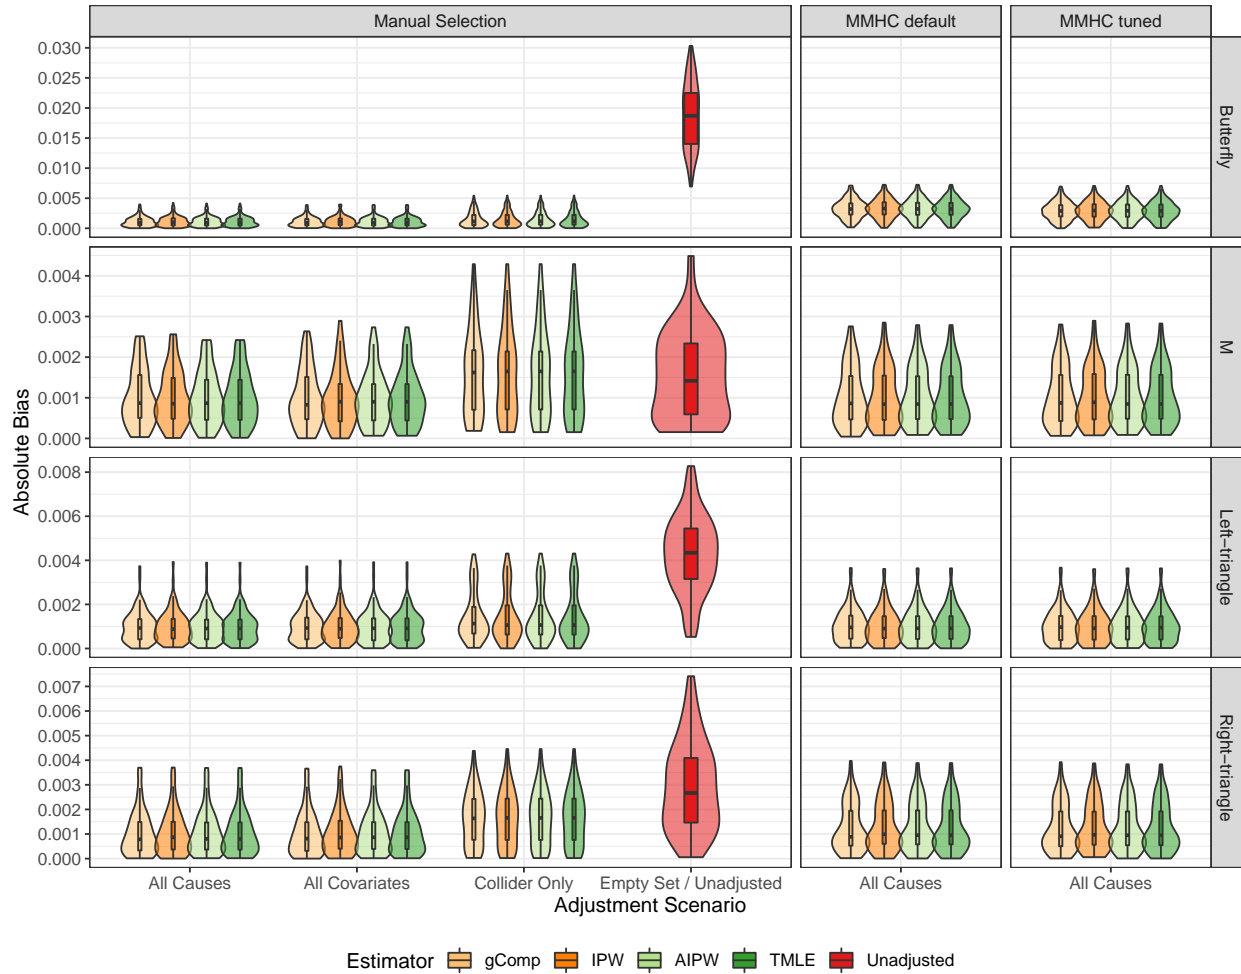 Manual Selection
MMHC default
MMHC tuned
0.030
0.025
0.020
0.015
0.010
0.005
0.000
Butterfly
0.004
0.003
0.002
0.001
0.000
M
0.008
0.006
0.004
0.002
0.000
Left−triangle
0.007
0.006
0.005
0.004
0.003
0.002
0.001
0.000
Right−triangle
Absolute Bias
All Causes
All Covariates
Collider Only
Empty Set / Unadjusted
All Causes
All Causes
Adjustment Scenario
Estimator gComp IPW AIPW TMLE Unadjusted